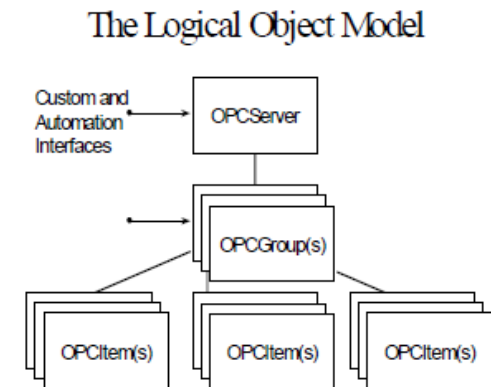 The Logical Object Model
Custom and
Automation
Interfaces
OPCServer
OPCGroup(s)
OPCItem(s)
OPCItem(s)
OPCItem(s)